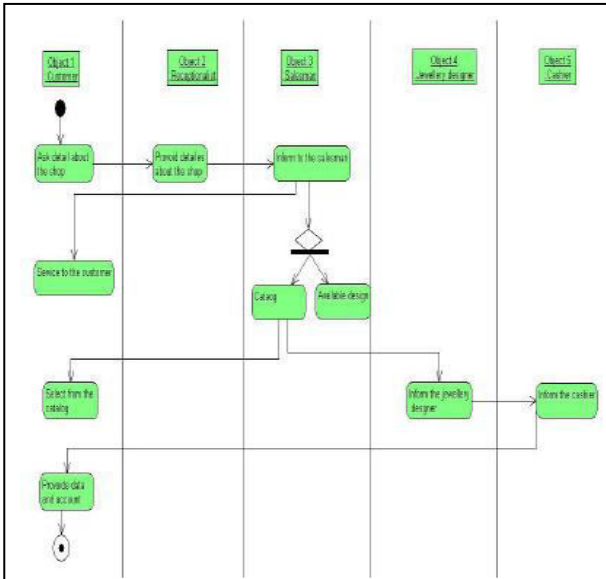 Object 1
Customer
Object 2
Receptionalist
Object 3
Salesman
Object 4
Jewellery designer
Object 5
Cashier
Ask detail about
the shop
Provoid detailes
about the shop
Inform to the salesman
Service to the customer
Catalog
Available design
Select from the
catalog
Inform the jewellery
designer
Inform the cashier
Provaide data
and account